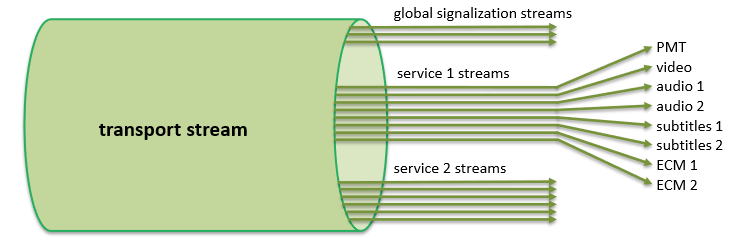 global signalization streams
PMT
service 1 streams
video
audio 1
audio 2
transport stream
subtitles 1
subtitles 2
service 2 streams
ECM 1
ECM 2